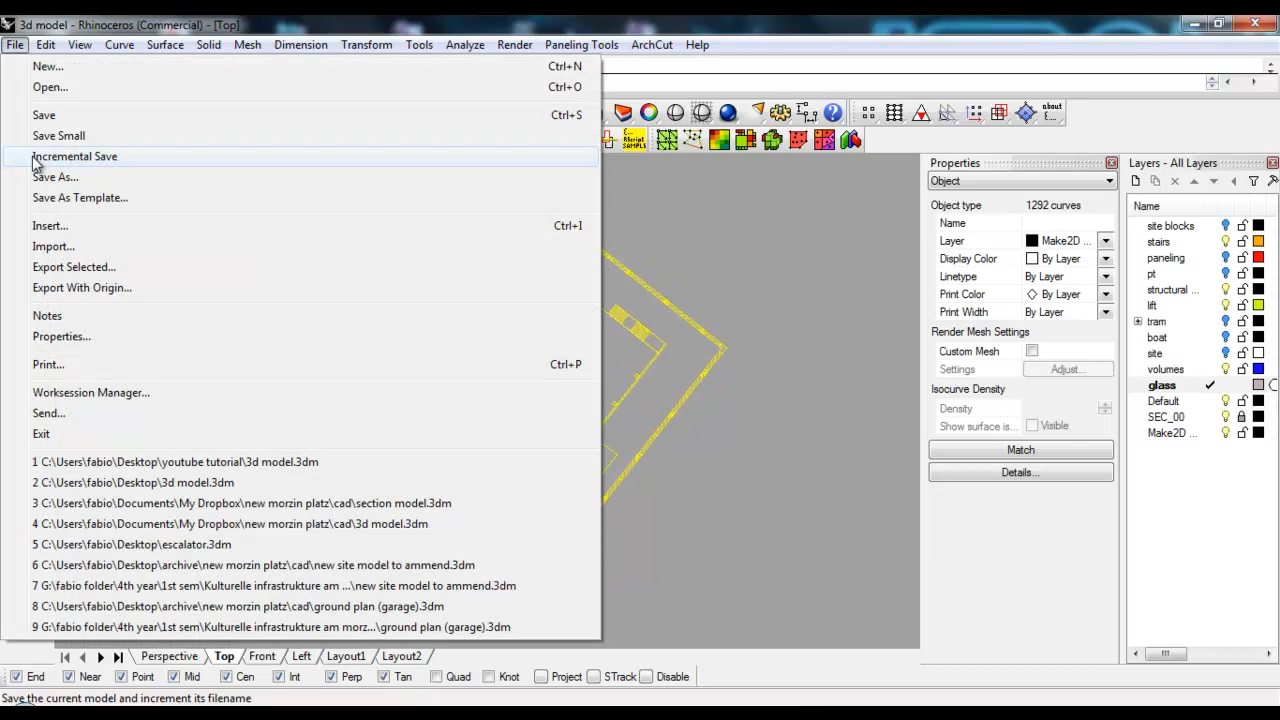 3d model - Rhinoceros (Commercial) - [Top]
File Edit View Curve Surface Solid Mesh Dimension Transform Tools Analyze Render Paneling Tools ArchCut Help
New... Ctrl+N
Open... Ctrl+O
Save Ctrl+S
Save Small
Incremental Save
Save As...
Save As Template...
Insert... Ctrl+I
Import...
Export Selected...
Export With Origin...
Notes
Properties...
Print... Ctrl+P
Worksession Manager...
Send...
Exit
1 C:\Users\fabio\Desktop\youtube tutorial\3d model.3dm
2 C:\Users\fabio\Desktop\3d model.3dm
3 C:\Users\fabio\Documents\My Dropbox\new morzin platz\cad\section model.3dm
4 C:\Users\fabio\Documents\My Dropbox\new morzin platz\cad\3d model.3dm
5 C:\Users\fabio\Desktop\escalator.3dm
6 C:\Users\fabio\Desktop\archive\new morzin platz\cad\new site model to ammend.3dm
7 G:\fabio folder\4th year\1st sem\Kulturelle infrastrukture am ...\new site model to ammend.3dm
8 C:\Users\fabio\Desktop\archive\new morzin platz\cad\ground plan (garage).3dm
9 G:\fabio folder\4th year\1st sem\Kulturelle infrastrukture am morz...\ground plan (garage).3dm
about
E...
E...
RScript
SAMPLE
Properties
Object
Object type 1292 curves
Name
Layer Make2D ...
Display Color By Layer
Linetype By Layer
Print Color By Layer
Print Width By Layer
Render Mesh Settings
Custom Mesh
Settings Adjust...
Isocurve Density
Density
Show surface is... Visible
Match
Details...
Layers - All Layers
Name
site blocks
stairs
paneling
pt
structural ...
lift
tram
boat
site
volumes
glass
Default
SEC_00
Make2D ...
Perspective Top Front Left Layout1 Layout2
End Near Point Mid Cen Int Perp Tan Quad Knot Project STrack Disable
Save the current model and increment its filename